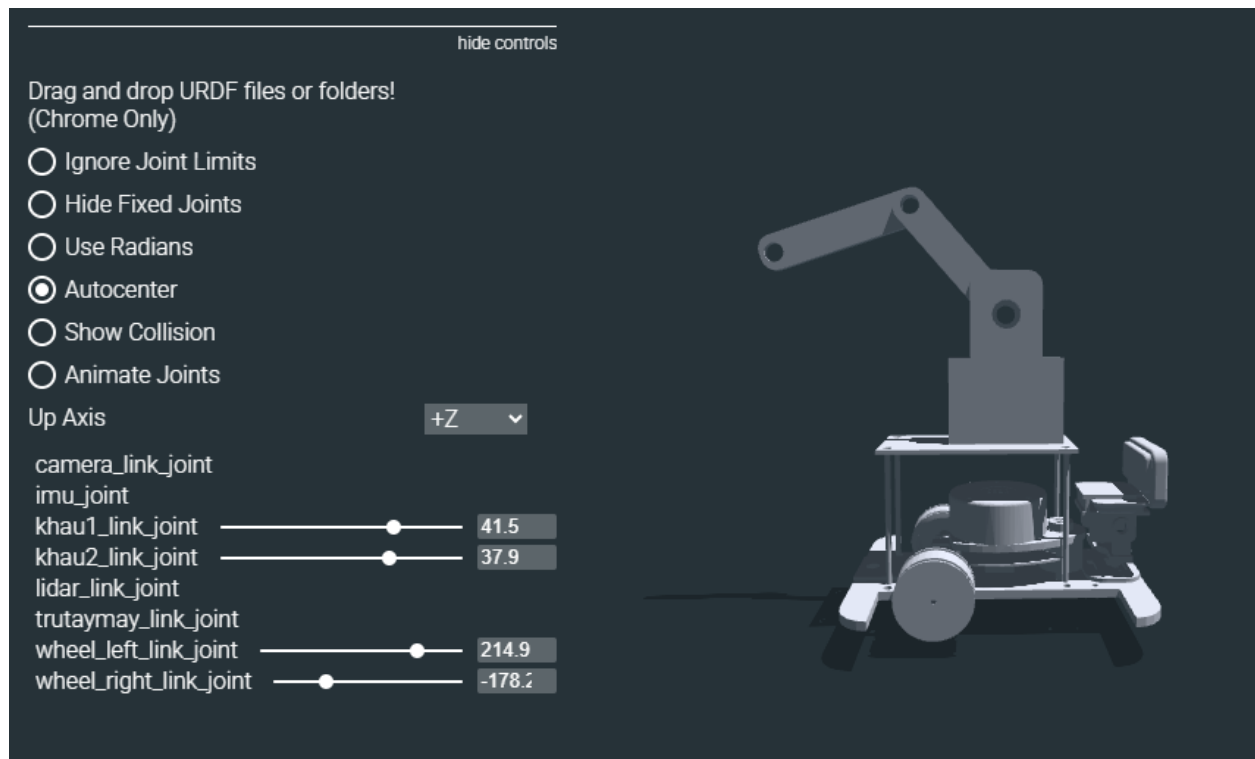 hide controls
Drag and drop URDF files or folders!
(Chrome Only)
Ignore Joint Limits
Hide Fixed Joints
Use Radians
Autocenter
Show Collision
Animate Joints
Up Axis +Z
camera_link_joint
imu_joint
khau1_link_joint 41.5
khau2_link_joint 37.9
lidar_link_joint
trutaymay_link_joint
wheel_left_link_joint 214.9
wheel_right_link_joint -178.2